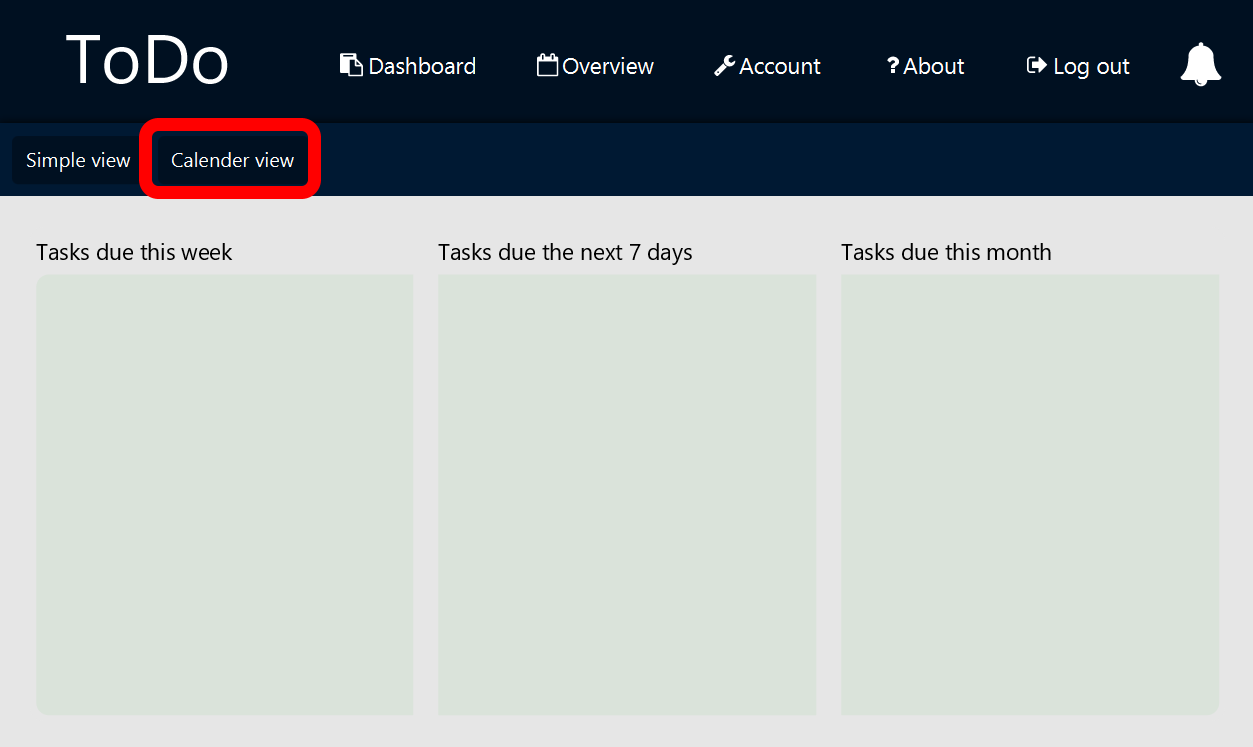 ToDo
Dashboard
Overview
Account
? About
Log out
Simple view
Calender view
Tasks due this week
Tasks due the next 7 days
Tasks due this month